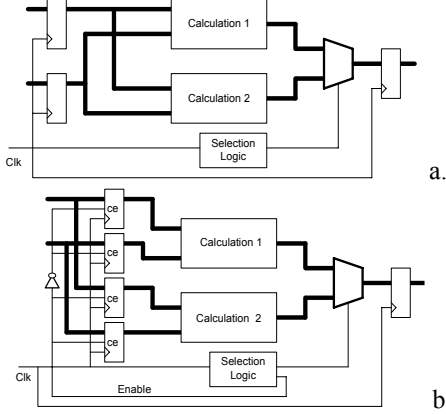 Calculation 1
Calculation 2
Selection
Logic
Clk
a.
ce
ce
Calculation 1
ce
Calculation 2
ce
Selection
Logic
Clk
Enable
b